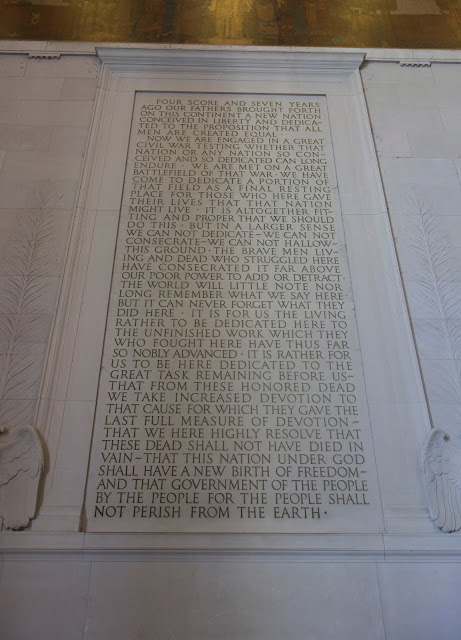 FOUR SCORE AND SEVEN YEARS
AGO OUR FATHERS BROUGHT FORTH
ON THIS CONTINENT A NEW NATION
CONCEIVED IN LIBERTY AND DEDICA-
TED TO THE PROPOSITION THAT ALL
MEN ARE CREATED EQUAL ·
NOW WE ARE ENGAGED IN A GREAT
CIVIL WAR TESTING WHETHER THAT
NATION OR ANY NATION SO CON-
CEIVED AND SO DEDICATED CAN LONG
ENDURE · WE ARE MET ON A GREAT
BATTLEFIELD OF THAT WAR · WE HAVE
COME TO DEDICATE A PORTION OF
THAT FIELD AS A FINAL RESTING
PLACE FOR THOSE WHO HERE GAVE
THEIR LIVES THAT THAT NATION
MIGHT LIVE · IT IS ALTOGETHER FIT-
TING AND PROPER THAT WE SHOULD
DO THIS · BUT IN A LARGER SENSE
WE CAN NOT DEDICATE–WE CAN NOT
CONSECRATE–WE CAN NOT HALLOW–
THIS GROUND · THE BRAVE MEN LIV-
ING AND DEAD WHO STRUGGLED HERE
HAVE CONSECRATED IT FAR ABOVE
OUR POOR POWER TO ADD OR DETRACT ·
THE WORLD WILL LITTLE NOTE NOR
LONG REMEMBER WHAT WE SAY HERE
BUT IT CAN NEVER FORGET WHAT THEY
DID HERE · IT IS FOR US THE LIVING
RATHER TO BE DEDICATED HERE TO
THE UNFINISHED WORK WHICH THEY
WHO FOUGHT HERE HAVE THUS FAR
SO NOBLY ADVANCED · IT IS RATHER FOR
US TO BE HERE DEDICATED TO THE
GREAT TASK REMAINING BEFORE US–
THAT FROM THESE HONORED DEAD
WE TAKE INCREASED DEVOTION TO
THAT CAUSE FOR WHICH THEY GAVE THE
LAST FULL MEASURE OF DEVOTION–
THAT WE HERE HIGHLY RESOLVE THAT
THESE DEAD SHALL NOT HAVE DIED IN
VAIN–THAT THIS NATION UNDER GOD
SHALL HAVE A NEW BIRTH OF FREEDOM–
AND THAT GOVERNMENT OF THE PEOPLE
BY THE PEOPLE FOR THE PEOPLE SHALL
NOT PERISH FROM THE EARTH ·